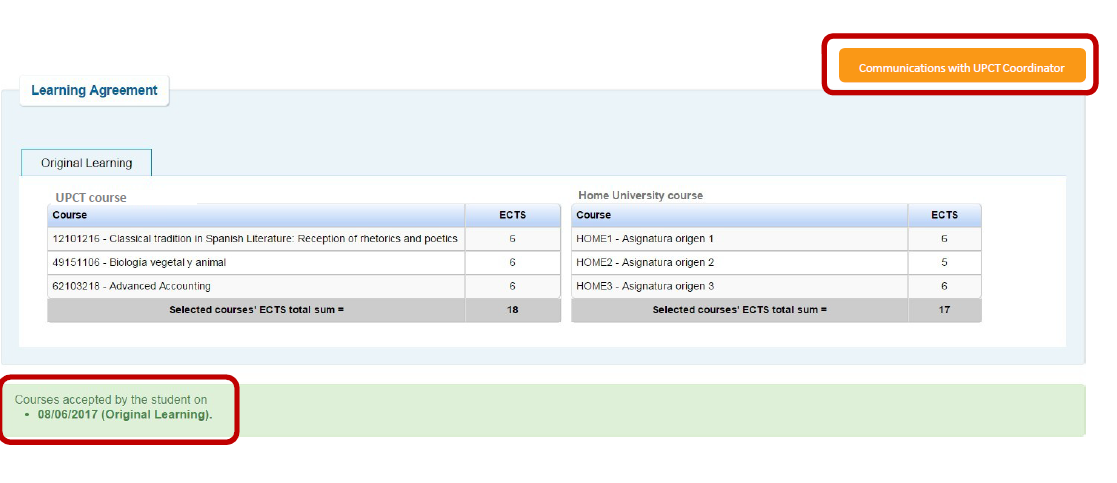 Communications with UPCT Coordinator
Learning Agreement
Original Learning
UPCT course
Course ECTS
12101216 - Classical tradition in Spanish Literature: Reception of rhetorics and poetics 6
49151106 - Biología vegetal y animal 6
62103218 - Advanced Accounting 6
Selected courses' ECTS total sum = 18
Home University course
Course ECTS
HOME1 - Asignatura origen 1 6
HOME2 - Asignatura origen 2 5
HOME3 - Asignatura origen 3 6
Selected courses' ECTS total sum = 17
Courses accepted by the student on
• 08/06/2017 (Original Learning).